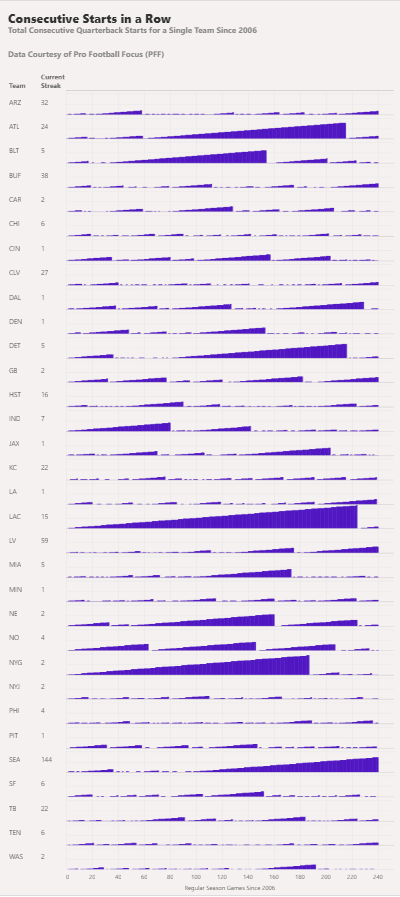 Consecutive Starts in a Row
Total Consecutive Quarterback Starts for a Single Team Since 2006
Data Courtesy of Pro Football Focus (PFF)
Team Current Streak
ARZ 32
ATL 24
BLT 5
BUF 38
CAR 2
CHI 6
CIN 1
CLV 27
DAL 1
DEN 1
DET 5
GB 2
HST 16
IND 7
JAX 1
KC 22
LA 1
LAC 15
LV 59
MIA 5
MIN 1
NE 2
NO 4
NYG 2
NYJ 2
PHI 4
PIT 1
SEA 144
SF 6
TB 22
TEN 6
WAS 2
0 20 40 60 80 100 120 140 160 180 200 220 240
Regular Season Games Since 2006